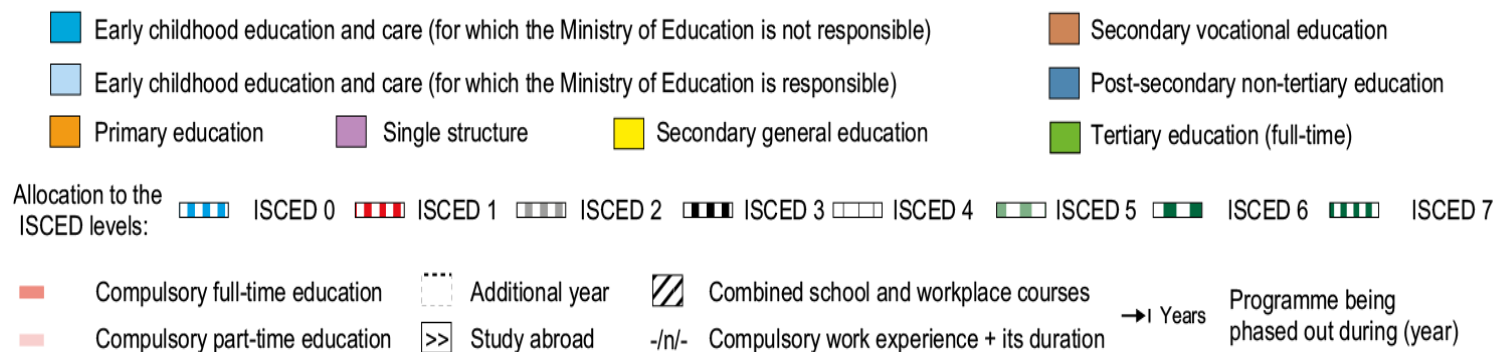 Early childhood education and care (for which the Ministry of Education is not responsible)
Secondary vocational education
Early childhood education and care (for which the Ministry of Education is responsible)
Post-secondary non-tertiary education
Primary education
Single structure
Secondary general education
Tertiary education (full-time)
Allocation to the
ISCED levels:
ISCED 0
ISCED 1
ISCED 2
ISCED 3
ISCED 4
ISCED 5
ISCED 6
ISCED 7
Compulsory full-time education
Additional year
Combined school and workplace courses
Years
Programme being
phased out during (year)
Compulsory part-time education
>>
Study abroad
-/n/-
Compulsory work experience + its duration